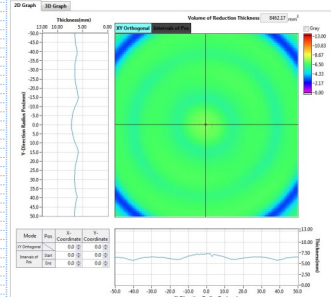 2D Graph 3D Graph
Thickness(mm)
13.00 10.00 5.00 0.00
Volume of Reduction Thickness 8462.17 mm³
XY Orthogonal Intervals of Pos
Gray
-50.0
-45.0
-40.0
-35.0
-30.0
-25.0
-20.0
-15.0
-10.0
-5.0
0.0
5.0
10.0
15.0
20.0
25.0
30.0
35.0
40.0
45.0
50.0
Y-Direction Radius Pos(mm)
13.00
10.83
8.67
6.50
4.33
2.17
0.00
Mode Pos X-Coordinate Y-Coordinate
XY Orthogonal 0.0 0.0
Intervals of Pos Start 0.0 0.0
End 0.0 0.0
13.00
10.00
7.50
5.00
2.50
0.00
Thickness(mm)
-50.0 -40.0 -30.0 -20.0 -10.0 0.0 10.0 20.0 30.0 40.0 50.0